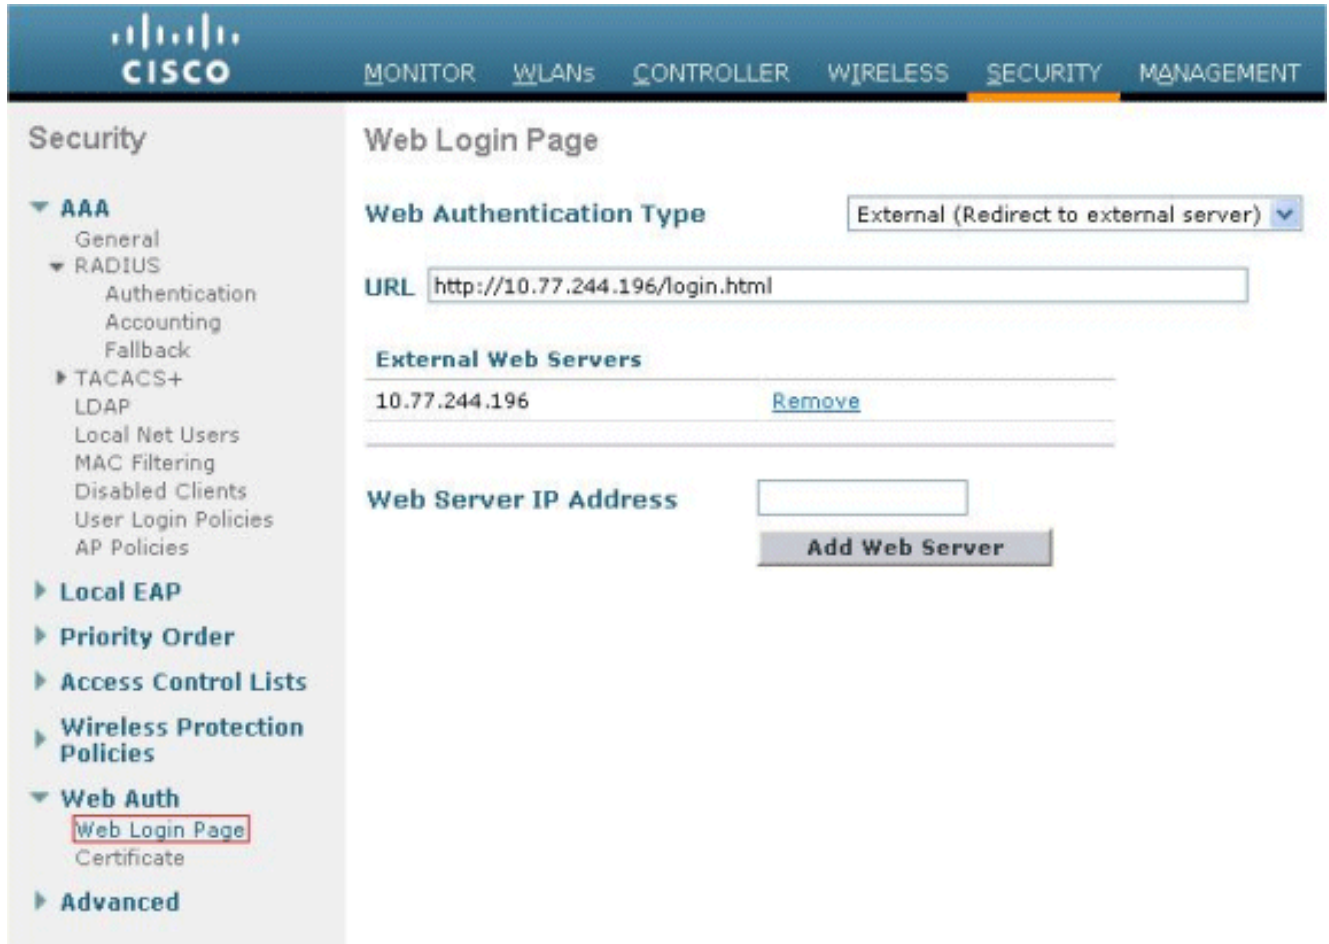 CISCO
MONITOR WLANs CONTROLLER WIRELESS SECURITY MANAGEMENT
Security
AAA
General
RADIUS
Authentication
Accounting
Fallback
TACACS+
LDAP
Local Net Users
MAC Filtering
Disabled Clients
User Login Policies
AP Policies
Local EAP
Priority Order
Access Control Lists
Wireless Protection
Policies
Web Auth
Web Login Page
Certificate
Advanced
Web Login Page
Web Authentication Type External (Redirect to external server)
URL http://10.77.244.196/login.html
External Web Servers
10.77.244.196 Remove
Web Server IP Address
Add Web Server